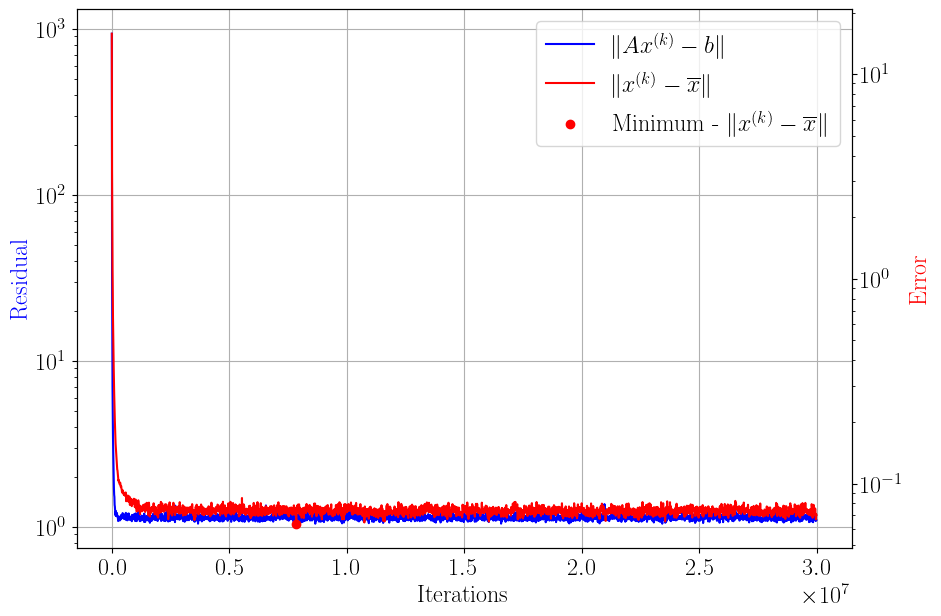 ‖Ax^{(k)} − b‖
‖x^{(k)} − x̅‖
Minimum - ‖x^{(k)} − x̅‖
Residual
10^3
10^2
10^1
10^0
Error
10^1
10^0
10^{−1}
0.0 0.5 1.0 1.5 2.0 2.5 3.0
Iterations
×10^7